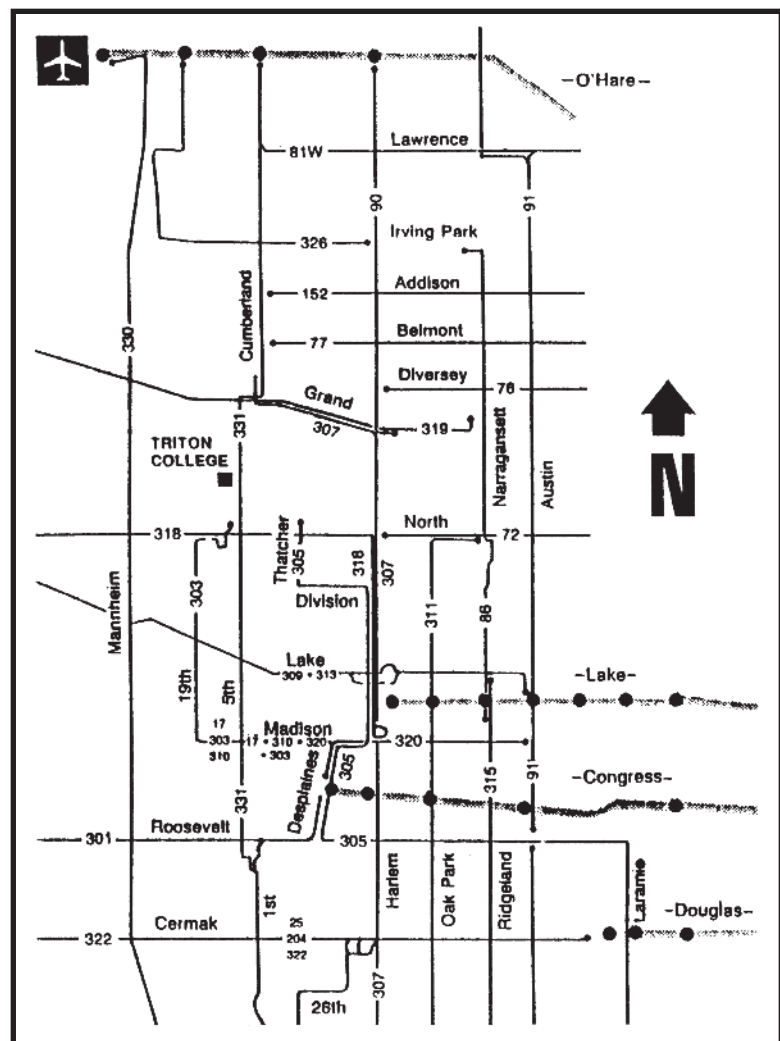 -O'Hare-
Lawrence
81W
90
91
Irving Park
326
Addison
152
Cumberland
Belmont
77
330
Diversey
76
Grand
307
331
319
Narragansett
Austin
TRITON
COLLEGE
N
North
318
72
Thatcher
305
318
307
303
Division
311
86
Mannheim
Lake
309 • 313
19th
5th
-Lake-
17
Madison
303
17 • 310 • 320
320
310
• 303
305
Desplaines
91
-Congress-
315
331
Roosevelt
301
305
Harlem
Oak Park
Ridgeland
Laramie
1st
Cermak
25
-Douglas-
322
204
322
307
26th